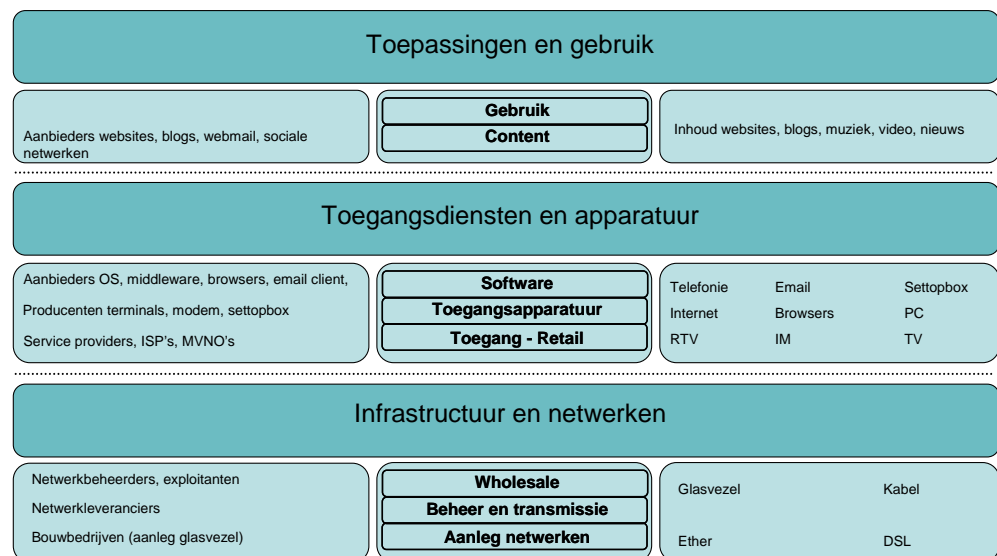 Toepassingen en gebruik
Aanbieders websites, blogs, webmail, sociale
netwerken
Gebruik
Content
Inhoud websites, blogs, muziek, video, nieuws
Toegangsdiensten en apparatuur
Aanbieders OS, middleware, browsers, email client,
Producenten terminals, modem, settopbox
Service providers, ISP's, MVNO's
Software
Toegangsapparatuur
Toegang - Retail
Telefonie Email Settopbox
Internet Browsers PC
RTV IM TV
Infrastructuur en netwerken
Netwerkbeheerders, exploitanten
Netwerkleveranciers
Bouwbedrijven (aanleg glasvezel)
Wholesale
Beheer en transmissie
Aanleg netwerken
Glasvezel Kabel
Ether DSL